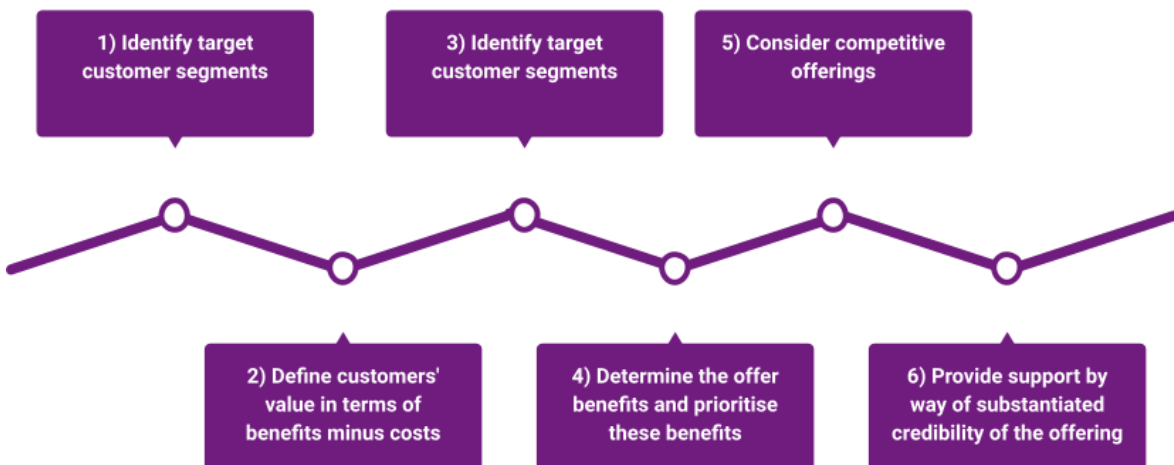 1) Identify target
customer segments
2) Define customers'
value in terms of
benefits minus costs
3) Identify target
customer segments
4) Determine the offer
benefits and prioritise
these benefits
5) Consider competitive
offerings
6) Provide support by
way of substantiated
credibility of the offering